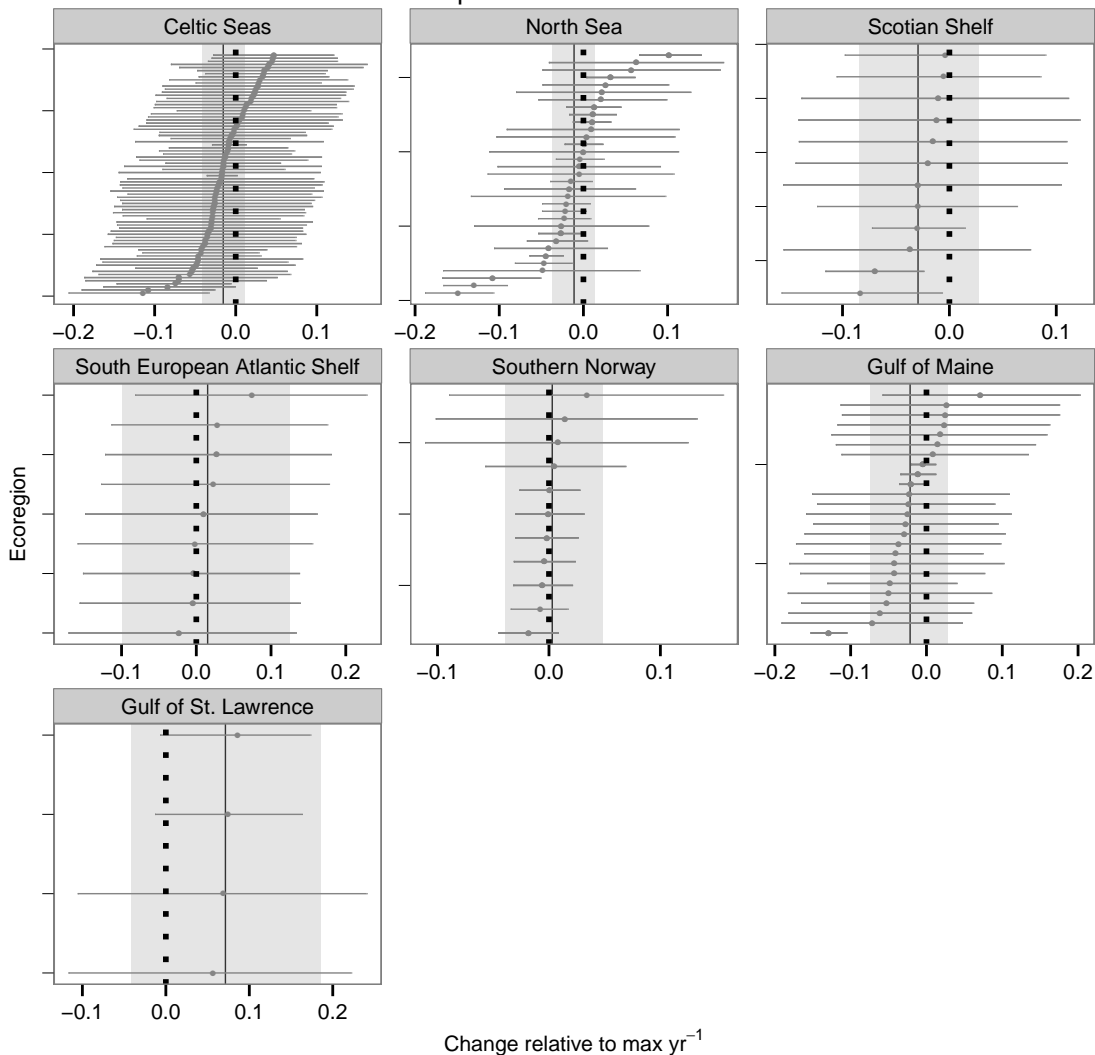 Celtic Seas
North Sea
Scotian Shelf
−0.2 −0.1 0.0 0.1
−0.2 −0.1 0.0 0.1
−0.1 0.0 0.1
South European Atlantic Shelf
Southern Norway
Gulf of Maine
−0.1 0.0 0.1 0.2
−0.1 0.0 0.1
−0.2 −0.1 0.0 0.1 0.2
Gulf of St. Lawrence
−0.1 0.0 0.1 0.2
Ecoregion
Change relative to max yr⁻¹